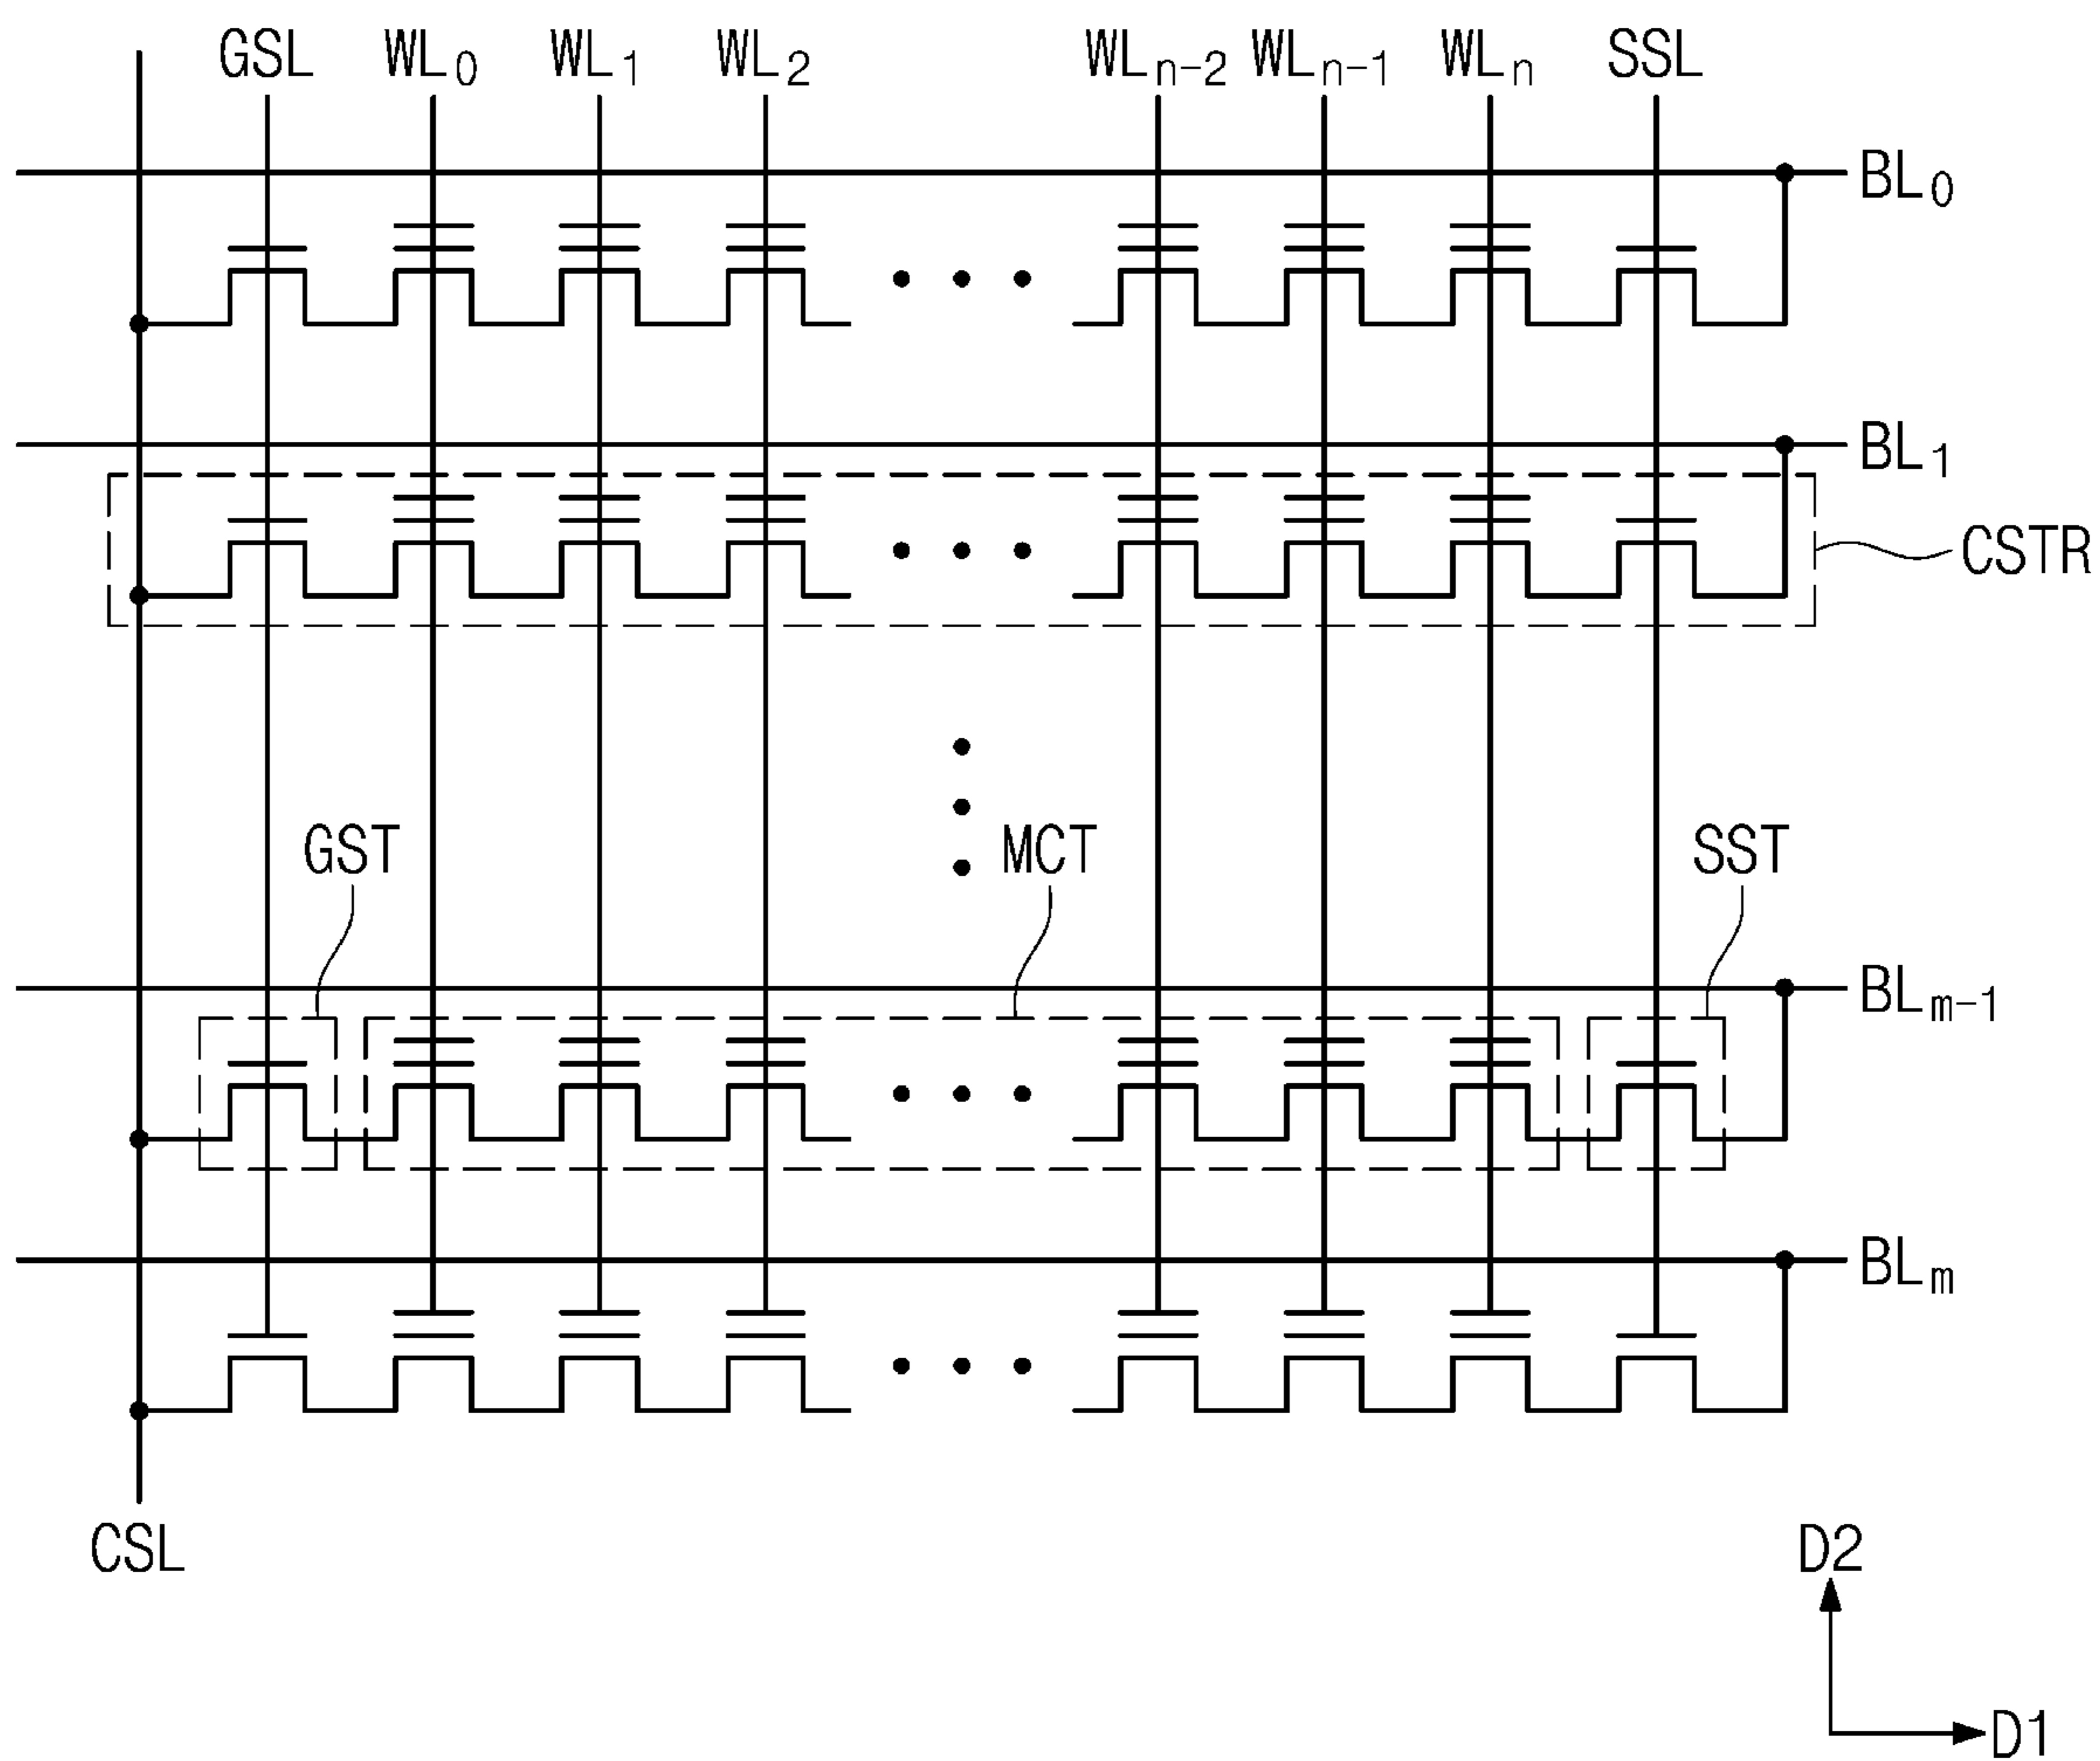 GSL WL0 WL1 WL2 WLn-2 WLn-1 WLn SSL
BL0
BL1
CSTR
GST MCT SST
BLm-1
BLm
CSL
D2
D1